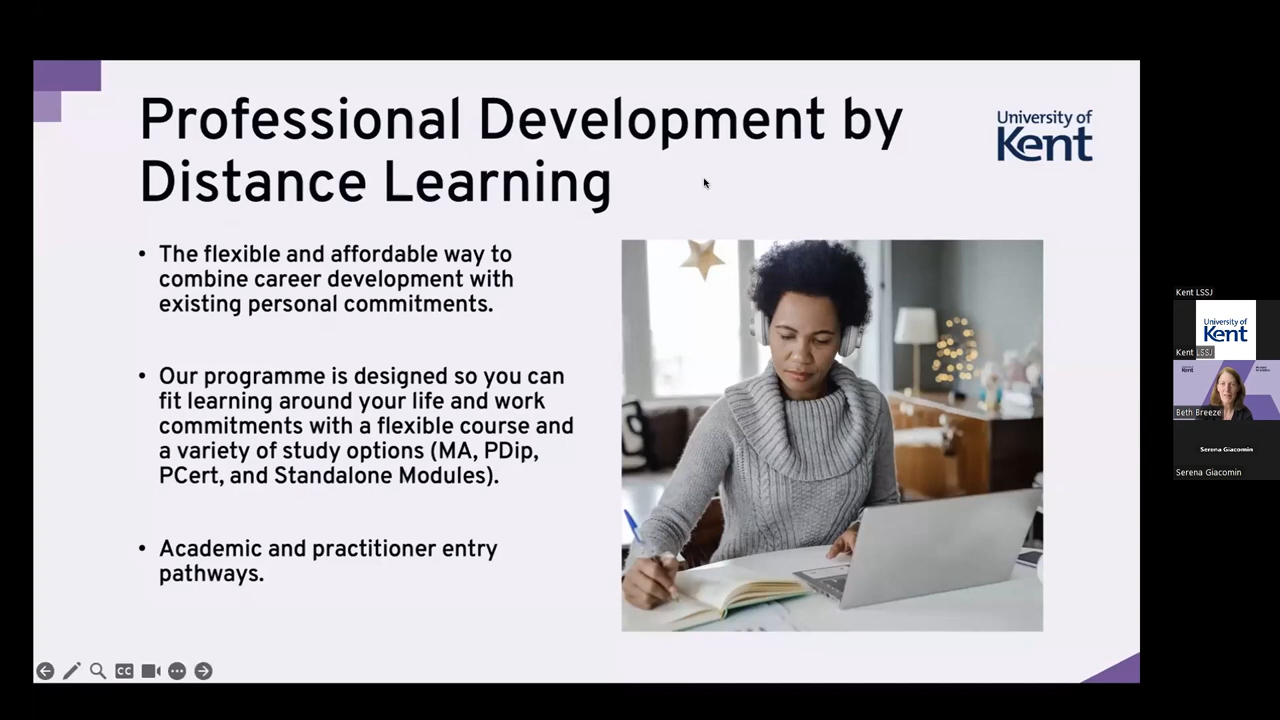 Professional Development by
Distance Learning
University of
Kent
• The flexible and affordable way to
combine career development with
existing personal commitments.
• Our programme is designed so you can
fit learning around your life and work
commitments with a flexible course and
a variety of study options (MA, PDip,
PCert, and Standalone Modules).
• Academic and practitioner entry
pathways.
CC
Kent LSSJ
University of
Kent
Kent LSSJ
Beth Breeze
Serena Giacomin
Serena Giacomin